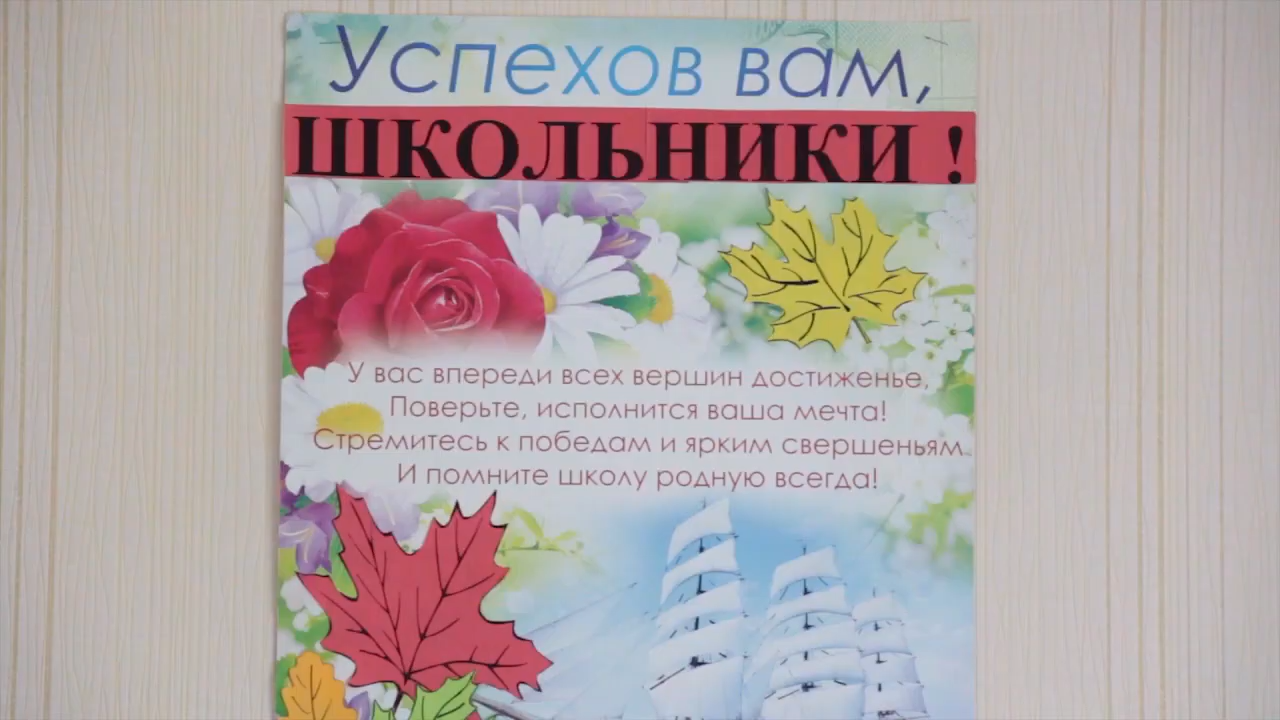 Успехов вам,
ШКОЛЬНИКИ !
У вас впереди всех вершин достиженье,
Поверьте, исполнится ваша мечта!
Стремитесь к победам и ярким свершеньям
И помните школу родную всегда!